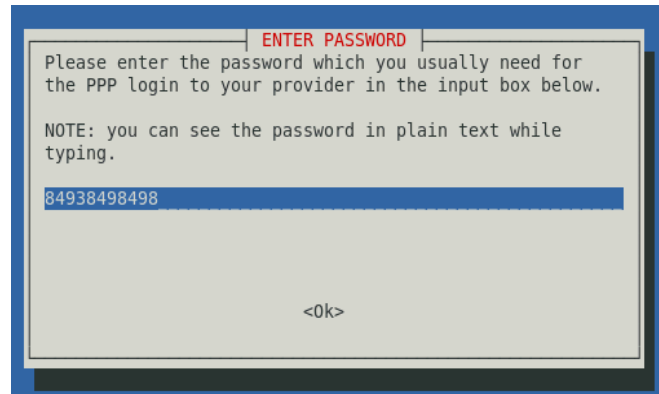 ENTER PASSWORD
Please enter the password which you usually need for
the PPP login to your provider in the input box below.
NOTE: you can see the password in plain text while
typing.
84938498498
<Ok>